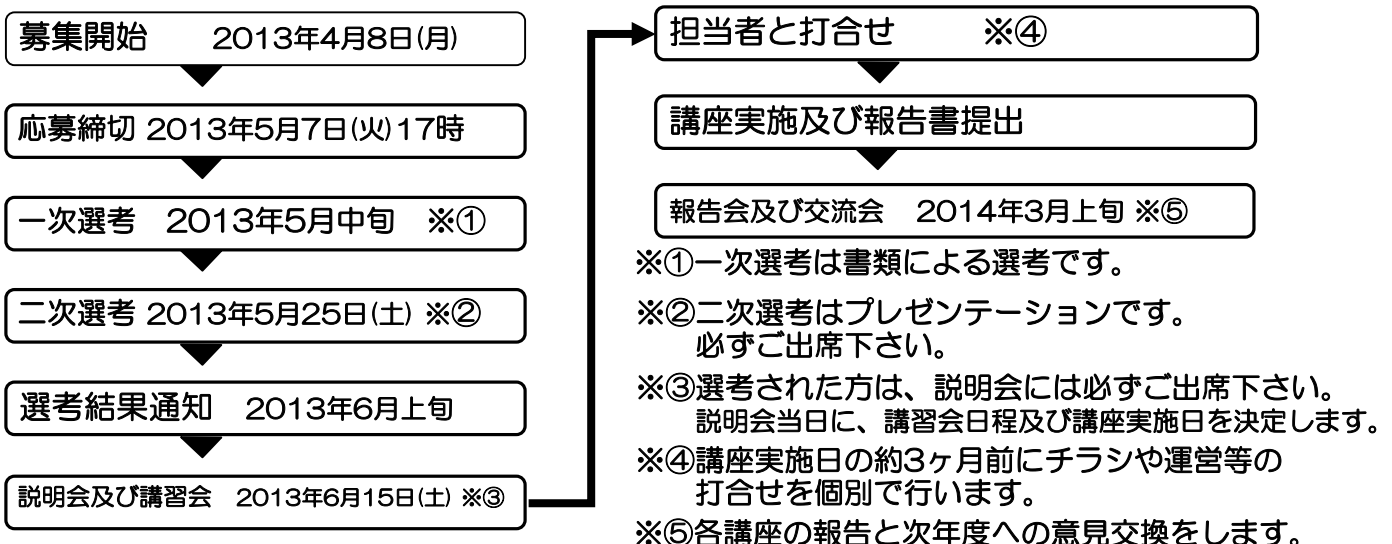 募集開始　　2013年4月8日(月)
応募締切 2013年5月7日(火)17時
一次選考　2013年5月中旬　※①
二次選考 2013年5月25日(土) ※②
選考結果通知　2013年6月上旬
説明会及び講習会　2013年6月15日(土) ※③
担当者と打合せ　　　※④
講座実施及び報告書提出
報告会及び交流会　2014年3月上旬 ※⑤
※①一次選考は書類による選考です。
※②二次選考はプレゼンテーションです。
必ずご出席下さい。
※③選考された方は、説明会には必ずご出席下さい。
説明会当日に、講習会日程及び講座実施日を決定します。
※④講座実施日の約3ヶ月前にチラシや運営等の
打合せを個別で行います。
※⑤各講座の報告と次年度への意見交換をします。